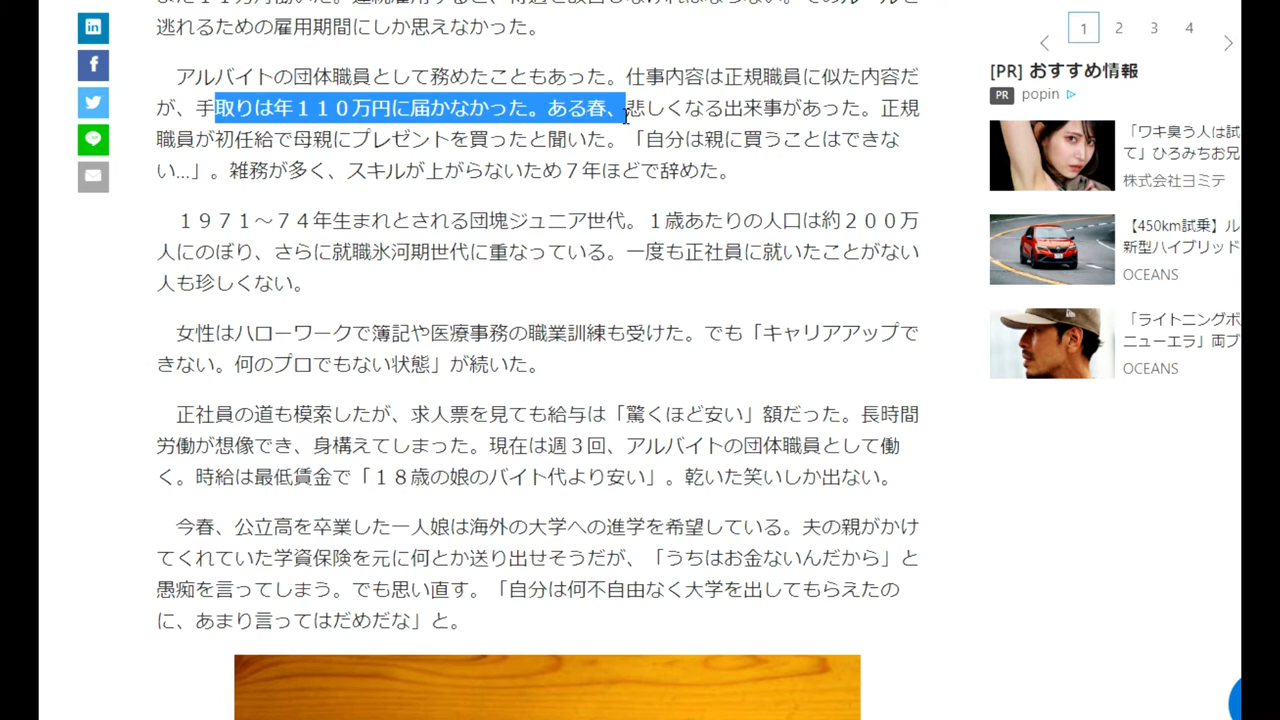 逃れるための雇用期間にしか思えなかった。
アルバイトの団体職員として務めたこともあった。仕事内容は正規職員に似た内容だ
が、手取りは年１１０万円に届かなかった。ある春、悲しくなる出来事があった。正規
職員が初任給で母親にプレゼントを買ったと聞いた。「自分は親に買うことはできな
い…」。雑務が多く、スキルが上がらないため７年ほどで辞めた。
１９７１～７４年生まれとされる団塊ジュニア世代。１歳あたりの人口は約２００万
人にのぼり、さらに就職氷河期世代に重なっている。一度も正社員に就いたことがない
人も珍しくない。
女性はハローワークで簿記や医療事務の職業訓練も受けた。でも「キャリアアップで
きない。何のプロでもない状態」が続いた。
正社員の道も模索したが、求人票を見ても給与は「驚くほど安い」額だった。長時間
労働が想像でき、身構えてしまった。現在は週３回、アルバイトの団体職員として働
く。時給は最低賃金で「１８歳の娘のバイト代より安い」。乾いた笑いしか出ない。
今春、公立高を卒業した一人娘は海外の大学への進学を希望している。夫の親がかけ
てくれていた学資保険を元に何とか送り出せそうだが、「うちはお金ないんだから」と
愚痴を言ってしまう。でも思い直す。「自分は何不自由なく大学を出してもらえたの
に、あまり言ってはだめだな」と。
1 2 3 4
[PR] おすすめ情報
PR popin
「ワキ臭う人は試
て」ひろみちお兄
株式会社ヨミテ
【450km試乗】ル
新型ハイブリッド
OCEANS
「ライトニングボ
ニューエラ」両ブ
OCEANS